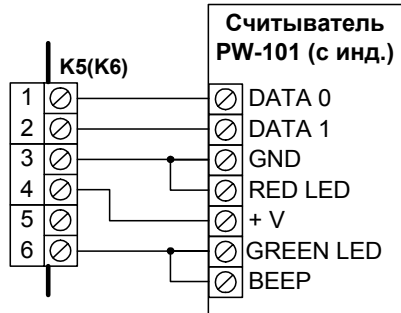 Считыватель
PW-101 (с инд.)
K5(K6)
1 DATA 0
2 DATA 1
3 GND
4 RED LED
5 + V
6 GREEN LED
BEEP